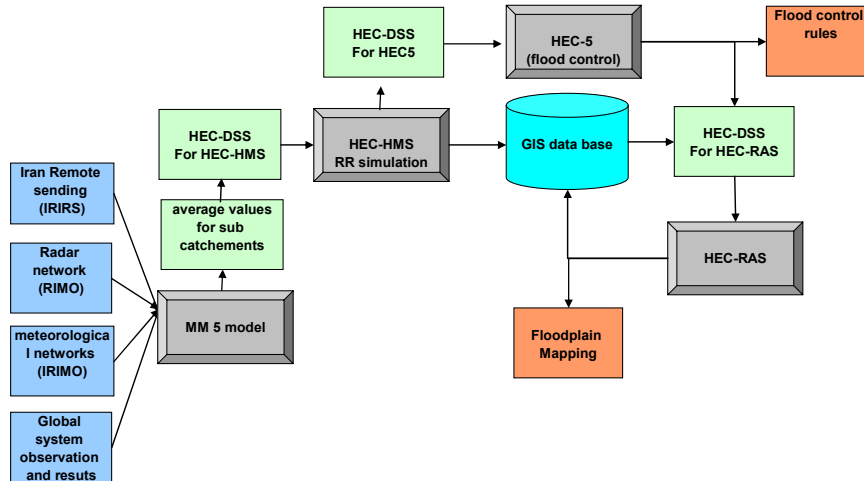 Flood control
rules
HEC-DSS
For HEC5
HEC-5
(flood control)
HEC-DSS
For HEC-HMS
HEC-HMS
RR simulation
GIS data base
HEC-DSS
For HEC-RAS
Iran Remote
sending
(IRIRS)
average values
for sub
catchements
Radar
network
(RIMO)
HEC-RAS
MM 5 model
meteorologica
l networks
(IRIMO)
Floodplain
Mapping
Global
system
observation
and resuts